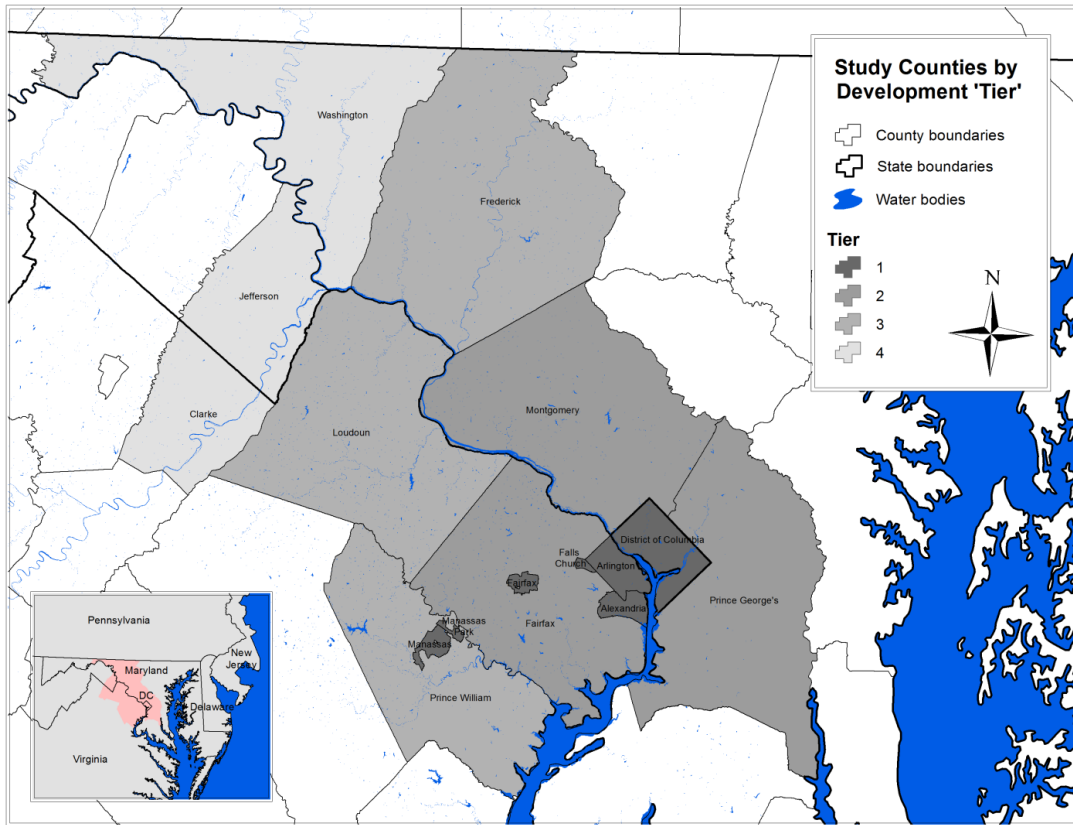 Study Counties by
Development 'Tier'
County boundaries
State boundaries
Water bodies
Tier
1
2
3
4
N
Washington
Frederick
Jefferson
Clarke
Loudoun
Montgomery
District of Columbia
Falls
Church
Arlington
Fairfax
Alexandria
Prince George's
Fairfax
Manassas
Park
Manassas
Prince William
Pennsylvania
New
Jersey
Maryland
DC
Delaware
Virginia